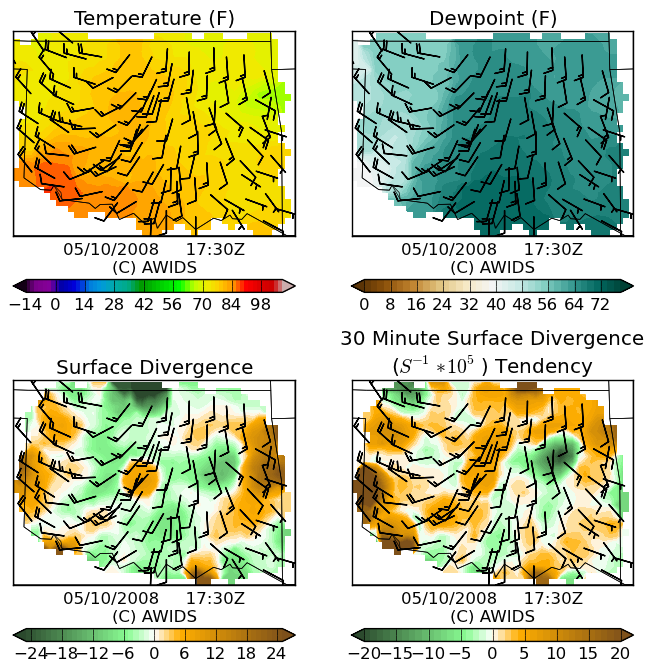 Temperature (F)
Dewpoint (F)
05/10/2008 17:30Z
05/10/2008 17:30Z
(C) AWIDS
(C) AWIDS
−14 0 14 28 42 56 70 84 98
0 8 16 24 32 40 48 56 64 72
30 Minute Surface Divergence
Surface Divergence
(S⁻¹ *10⁵ ) Tendency
05/10/2008 17:30Z
05/10/2008 17:30Z
(C) AWIDS
(C) AWIDS
−24 −18 −12 −6 0 6 12 18 24
−20 −15 −10 −5 0 5 10 15 20